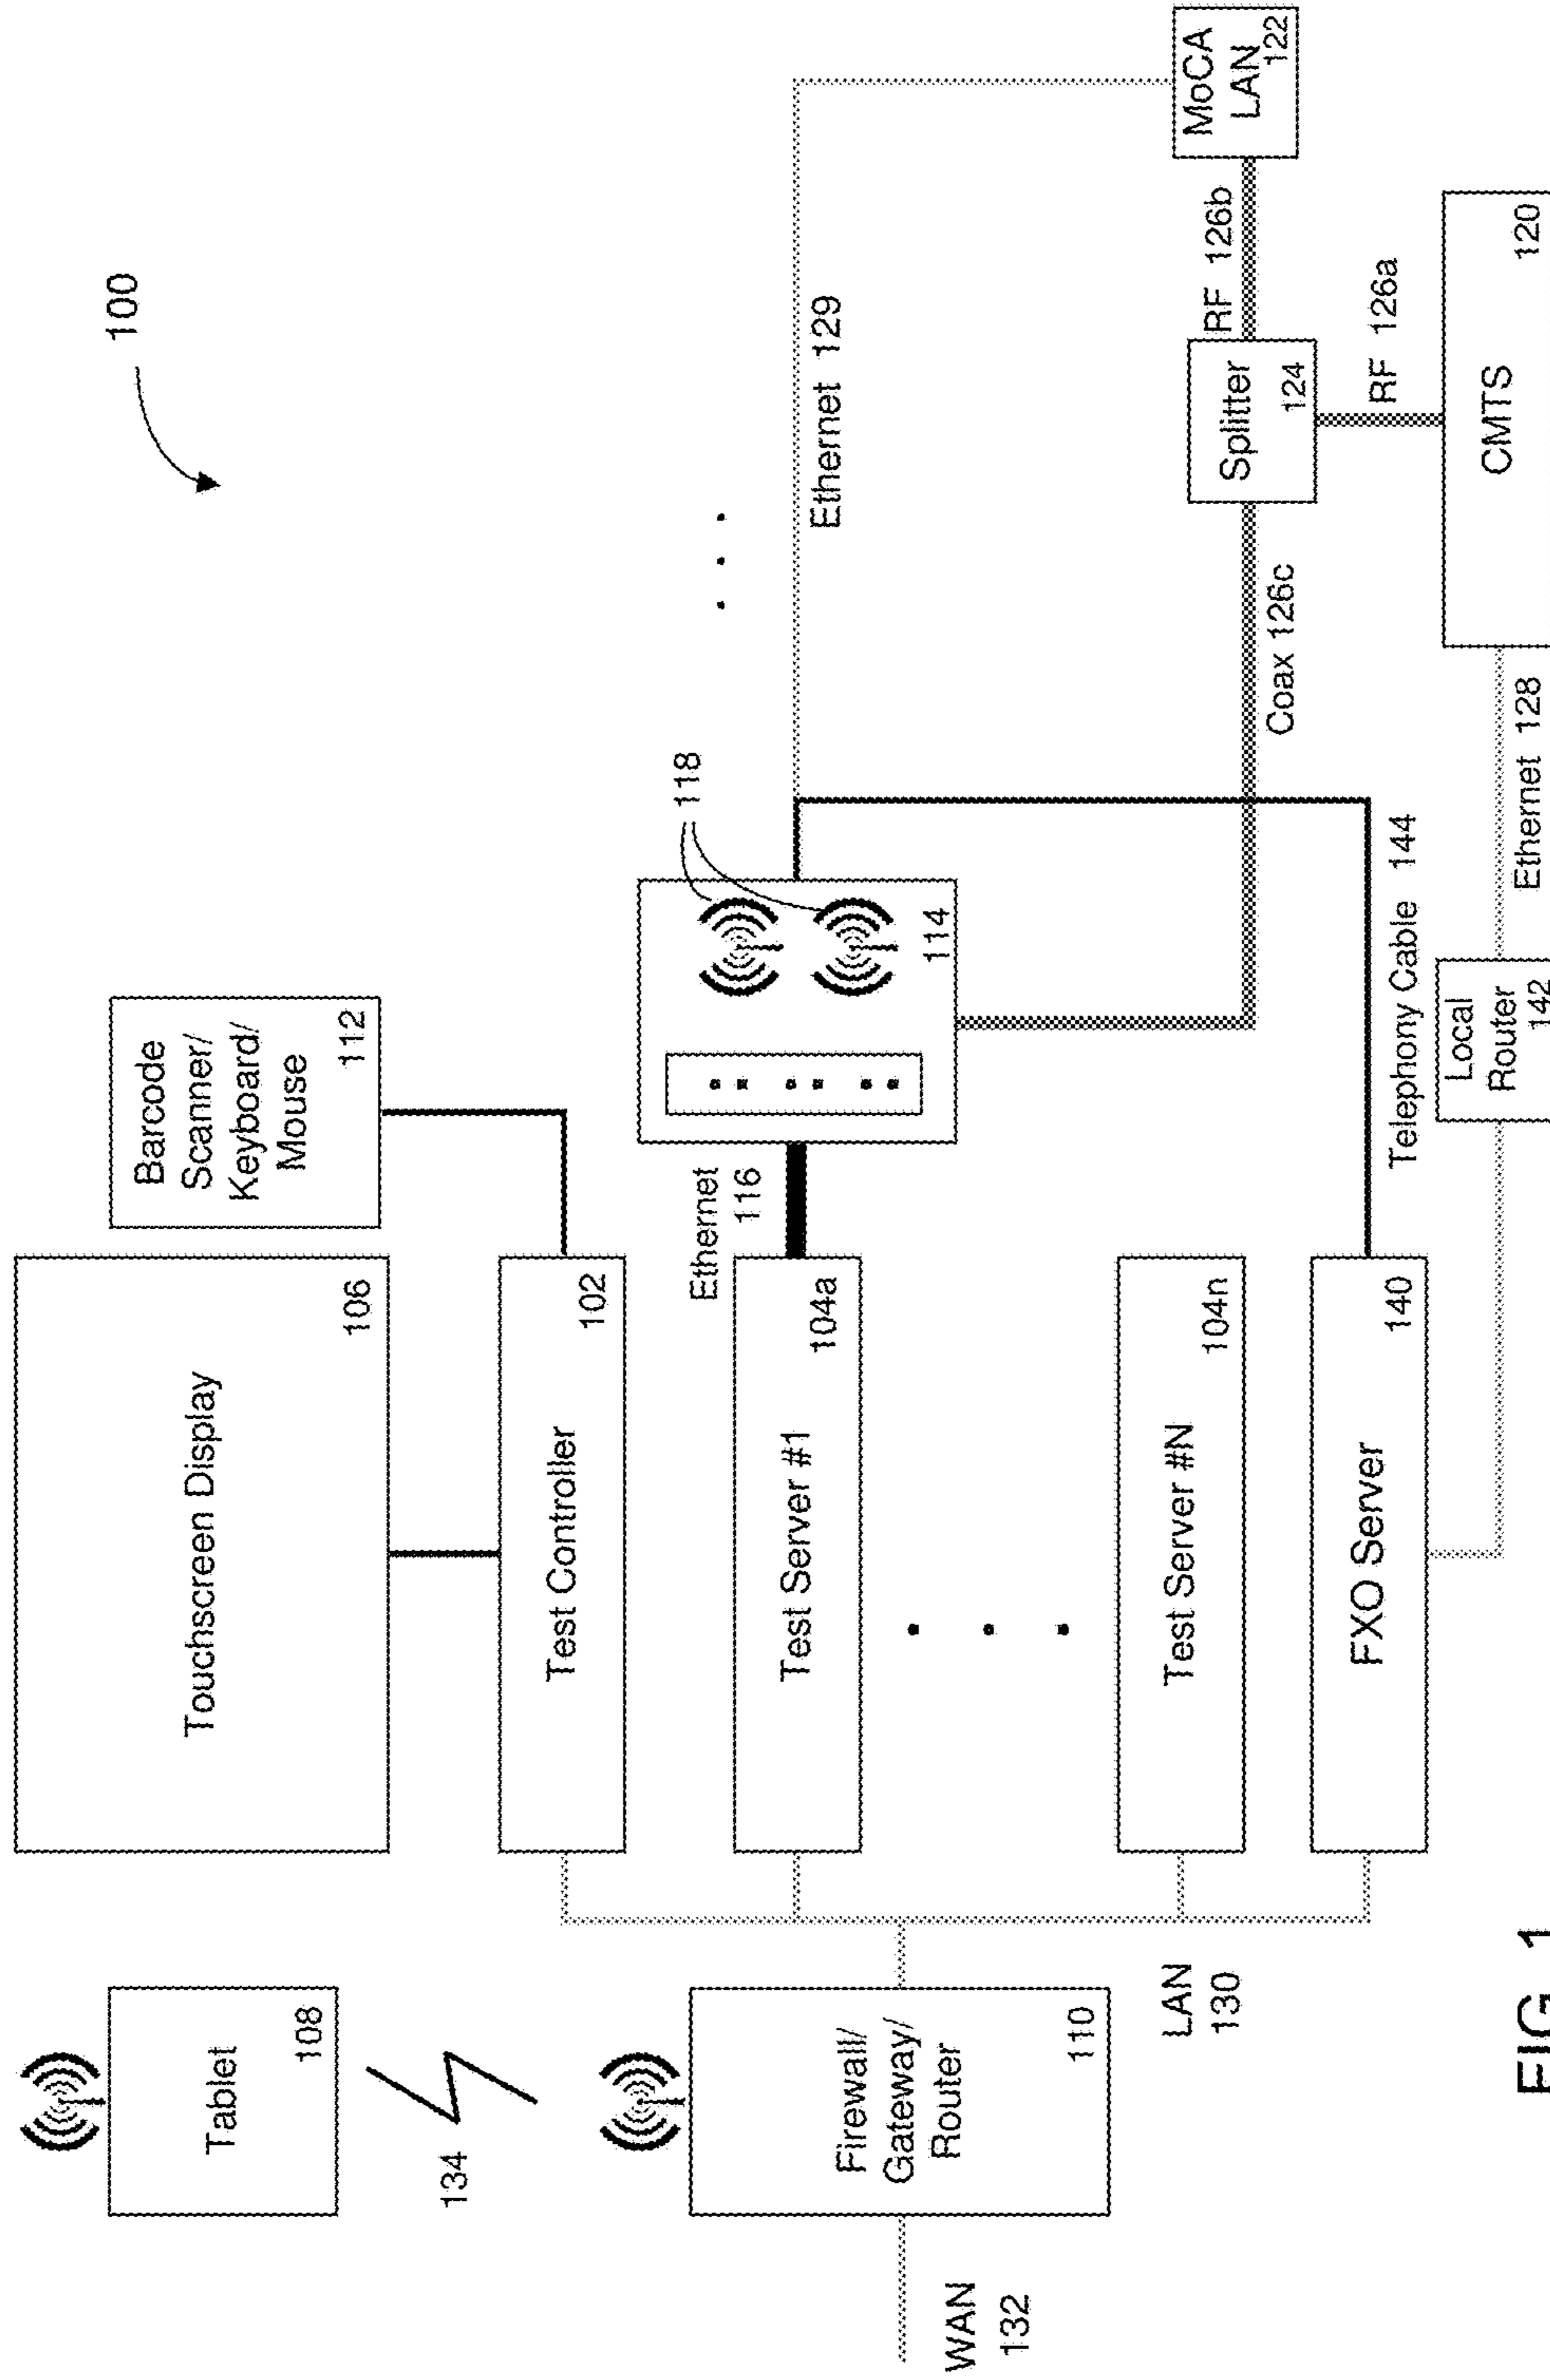 100
Tablet
108
134
Firewall/
Gateway/
Router
110
WAN
132
LAN
130
Touchscreen Display
106
Barcode
Scanner/
Keyboard/
Mouse
112
Test Controller
102
Test Server #1
104a
Ethernet
116
118
114
Ethernet 129
Test Server #N
104n
FXO Server
140
Coax 126c
Splitter
124
RF 126b
MoCA
LAN
122
RF 126a
Telephony Cable 144
Local
Router
142
Ethernet 128
CMTS
120
FIG. 1